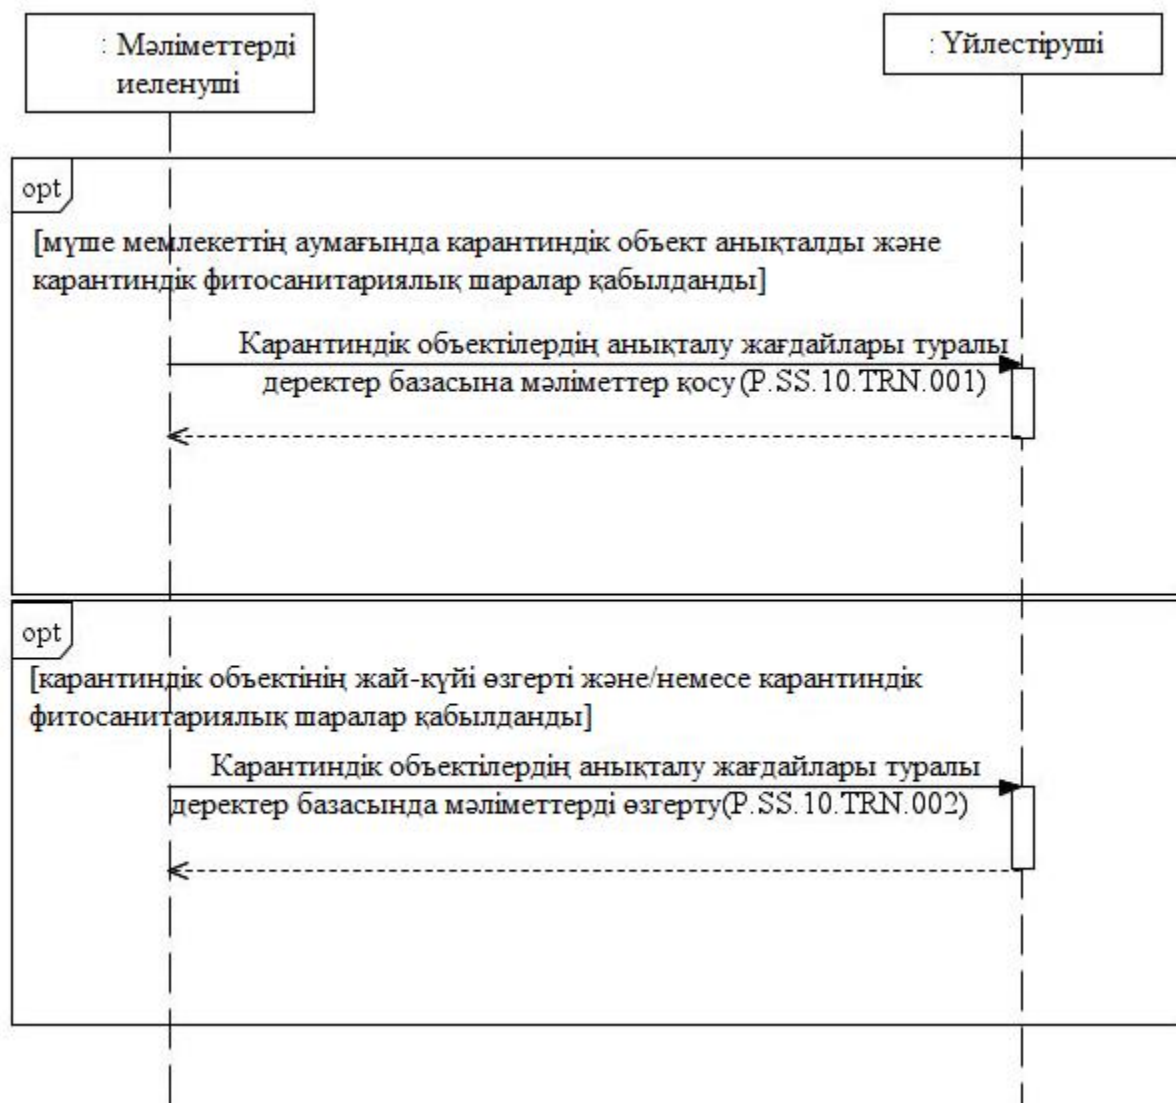 : Мәліметтерді
иеленуші
: Үйлестіруші
opt
[мүше мемлекеттің аумағында карантиндік объект анықталды және
карантиндік фитосанитариялық шаралар қабылданды]
Карантиндік объектілердің анықталу жағдайлары туралы
деректер базасына мәліметтер қосу (P.SS.10.TRN.001)
opt
[карантиндік объектінің жай-күйі өзгерті және/немесе карантиндік
фитосанитариялық шаралар қабылданды]
Карантиндік объектілердің анықталу жағдайлары туралы
деректер базасында мәліметтерді өзгерту(P.SS.10.TRN.002)